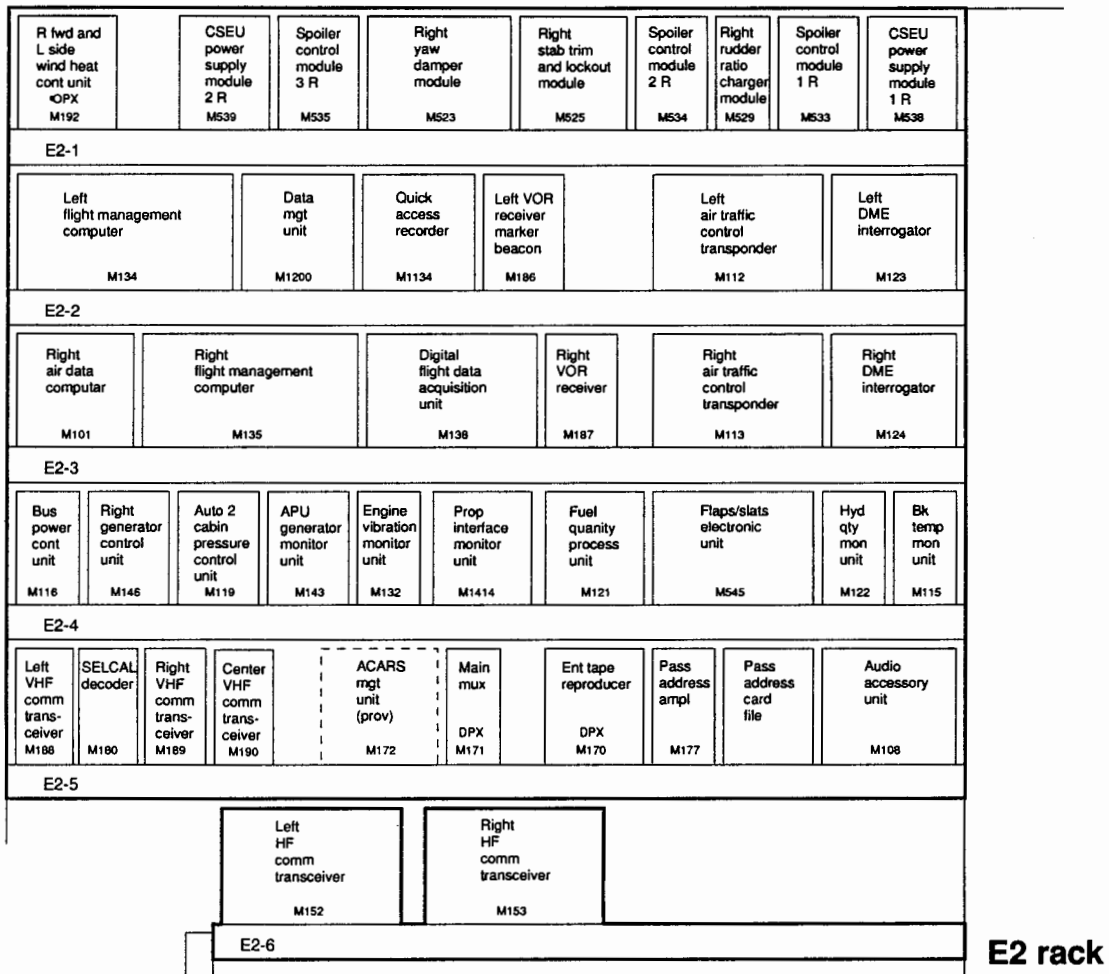 R fwd and
L side
wind heat
cont unit
OPX
M192
CSEU
power
supply
module
2 R
M539
Spoiler
control
module
3 R
M535
Right
yaw
damper
module
M523
Right
stab trim
and lockout
module
M525
Spoiler
control
module
2 R
M534
Right
rudder
ratio
charger
module
M529
Spoiler
control
module
1 R
M533
CSEU
power
supply
module
1 R
M538
E2-1
Left
flight management
computer
M134
Data
mgt
unit
M1200
Quick
access
recorder
M1134
Left VOR
receiver
marker
beacon
M186
Left
air traffic
control
transponder
M112
Left
DME
interrogator
M123
E2-2
Right
air data
computar
M101
Right
flight management
computer
M135
Digital
flight data
acquisition
unit
M138
Right
VOR
receiver
M187
Right
air traffic
control
transponder
M113
Right
DME
interrogator
M124
E2-3
Bus
power
cont
unit
M116
Right
generator
control
unit
M146
Auto 2
cabin
pressure
control
unit
M119
APU
generator
monitor
unit
M143
Engine
vibration
monitor
unit
M132
Prop
interface
monitor
unit
M1414
Fuel
quanity
process
unit
M121
Flaps/slats
electronic
unit
M545
Hyd
qty
mon
unit
M122
Bk
temp
mon
unit
M115
E2-4
Left
VHF
comm
trans-
ceiver
M188
SELCAL
decoder
M180
Right
VHF
comm
trans-
ceiver
M189
Center
VHF
comm
trans-
ceiver
M190
ACARS
mgt
unit
(prov)
M172
Main
mux
DPX
M171
Ent tape
reproducer
DPX
M170
Pass
address
ampl
M177
Pass
address
card
file
Audio
accessory
unit
M108
E2-5
Left
HF
comm
transceiver
M152
Right
HF
comm
transceiver
M153
E2-6
E2 rack